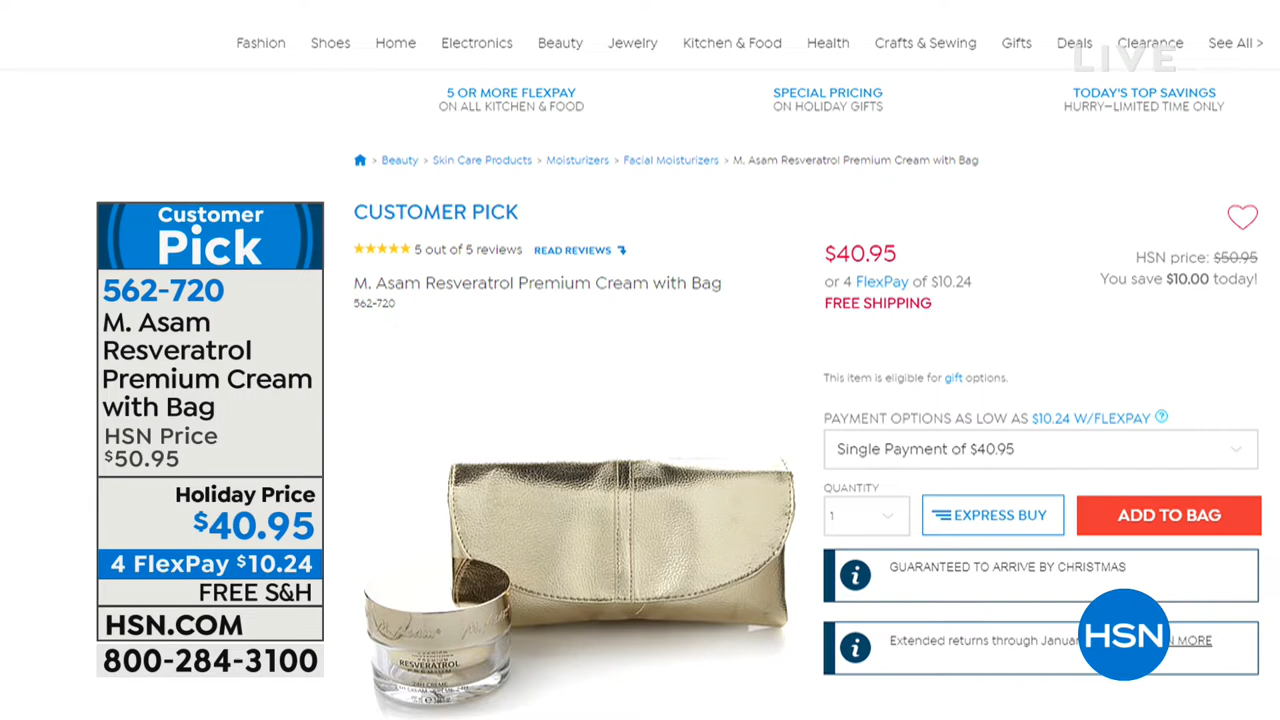 Fashion Shoes Home Electronics Beauty Jewelry Kitchen & Food Health Crafts & Sewing Gifts Deals Clearance See All >
LIVE
5 OR MORE FLEXPAY
ON ALL KITCHEN & FOOD
SPECIAL PRICING
ON HOLIDAY GIFTS
TODAY'S TOP SAVINGS
HURRY–LIMITED TIME ONLY
> Beauty > Skin Care Products > Moisturizers > Facial Moisturizers > M. Asam Resveratrol Premium Cream with Bag
Customer
Pick
562-720
M. Asam
Resveratrol
Premium Cream
with Bag
HSN Price
$50.95
Holiday Price
$40.95
4 FlexPay $10.24
FREE S&H
HSN.COM
800-284-3100
CUSTOMER PICK
5 out of 5 reviews READ REVIEWS
M. Asam Resveratrol Premium Cream with Bag
562-720
M. Asam
RESVERATROL
PREMIUM
24H CREME
$40.95
or 4 FlexPay of $10.24
FREE SHIPPING
HSN price: $50.95
You save $10.00 today!
This item is eligible for gift options.
PAYMENT OPTIONS AS LOW AS $10.24 W/FLEXPAY ?
Single Payment of $40.95
QUANTITY
1
EXPRESS BUY
ADD TO BAG
GUARANTEED TO ARRIVE BY CHRISTMAS
Extended returns through MORE
HSN